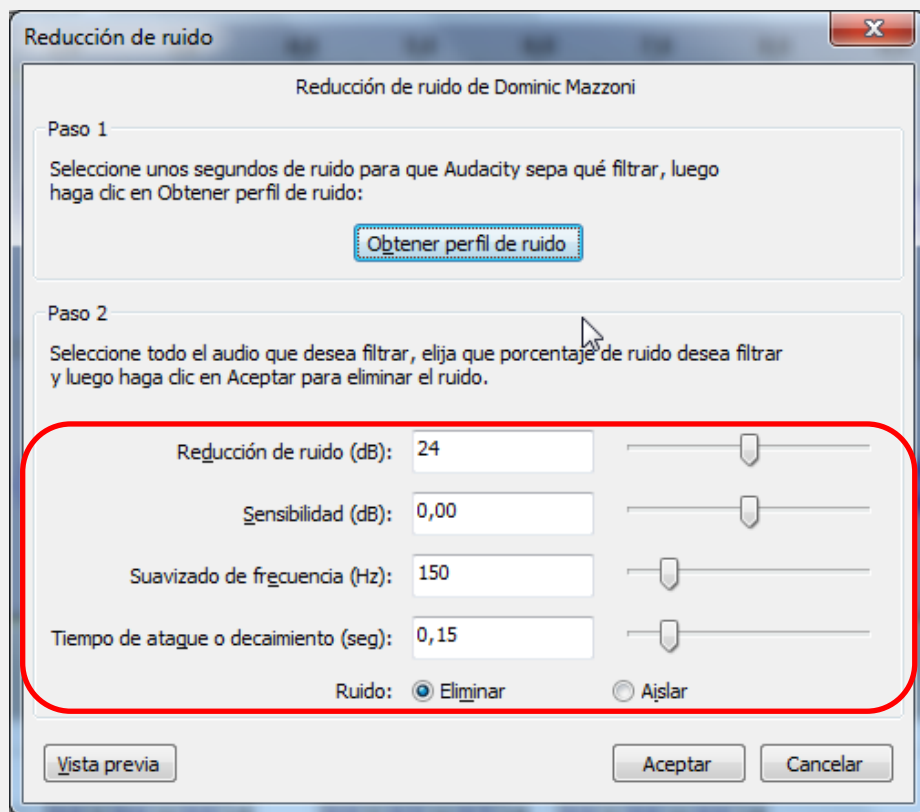 Reducción de ruido
Reducción de ruido de Dominic Mazzoni
Paso 1
Seleccione unos segundos de ruido para que Audacity sepa qué filtrar, luego
haga clic en Obtener perfil de ruido:
Obtener perfil de ruido
Paso 2
Seleccione todo el audio que desea filtrar, elija que porcentaje de ruido desea filtrar
y luego haga clic en Aceptar para eliminar el ruido.
Reducción de ruido (dB): 24
Sensibilidad (dB): 0,00
Suavizado de frecuencia (Hz): 150
Tiempo de ataque o decaimiento (seg): 0,15
Ruido: Eliminar Aislar
Vista previa Aceptar Cancelar